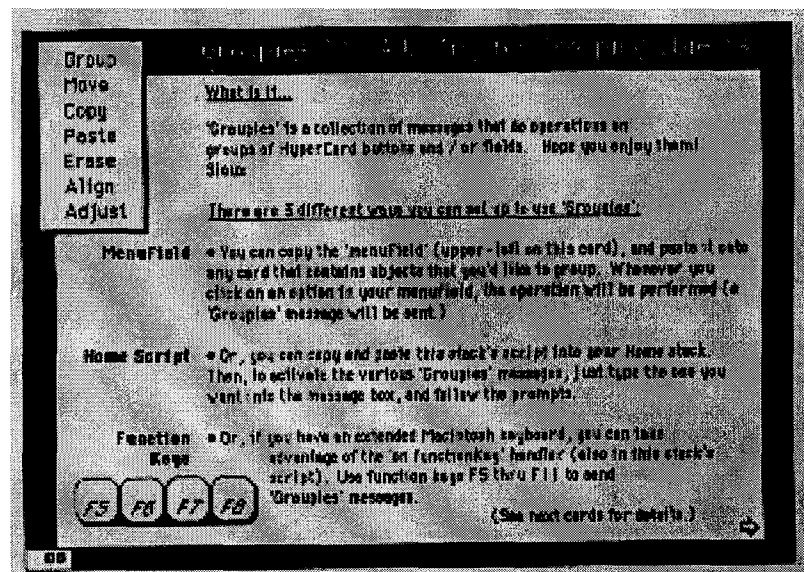 Group
Move
Copy
Paste
Erase
Align
Adjust
What is it...
'Groupies' is a collection of messages that do operations on
groups of HyperCard buttons and / or fields. Hope you enjoy them!
Sioux
There are 3 different ways you can set up to use 'Groupies':
MenuField • You can copy the 'menuField' (upper-left on this card), and paste it onto
any card that contains objects that you'd like to group. Whenever you
click on an option in your menufield, the operation will be performed (a
'Groupies' message will be sent.)
Home Script • Or, you can copy and paste this stack's script into your Home stack.
Then, to activate the various 'Groupies' messages, just type the one you
want into the message box, and follow the prompts.
Function • Or, if you have an extended Macintosh keyboard, you can take
Keys advantage of the 'on functionkey' handler (also in this stack's
script). Use function keys F5 thru F11 to send
'Groupies' messages.
F5 F6 F7 F8
(See next cards for details.)